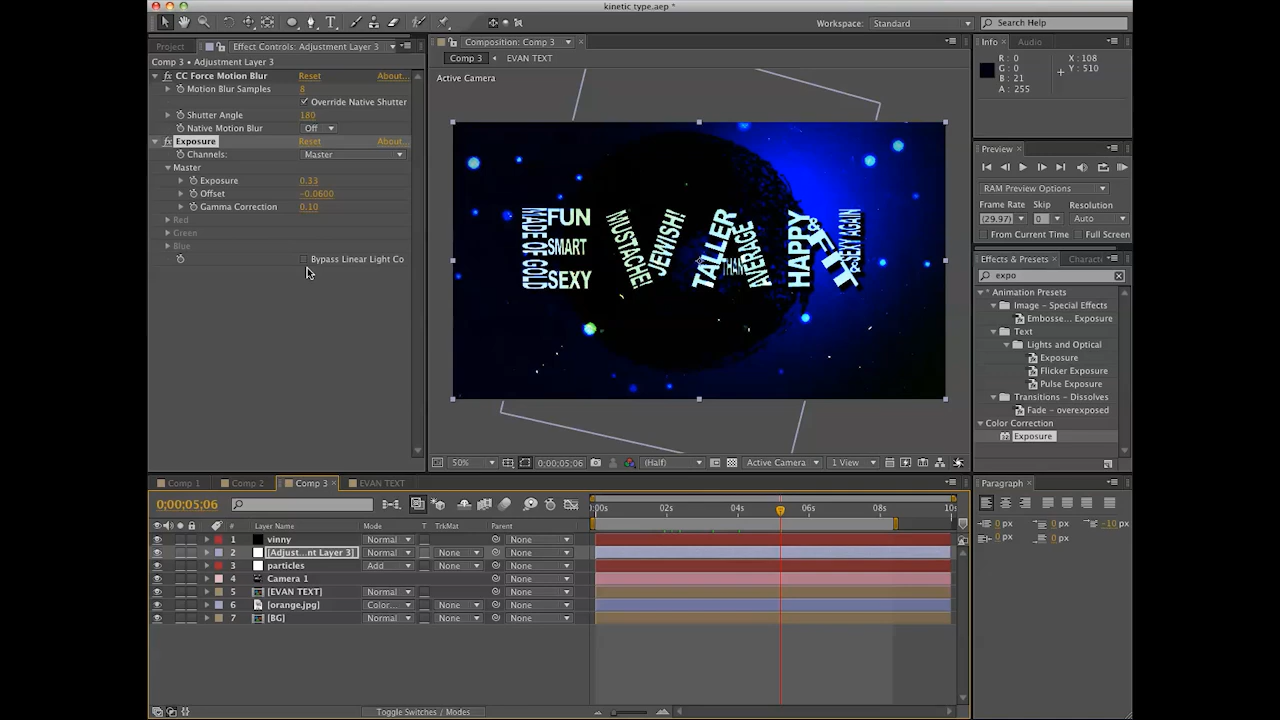 kinetic type.aep *
Workspace: Standard
Search Help
Project
Effect Controls: Adjustment Layer 3
Composition: Comp 3
Info
Audio
Comp 3 • Adjustment Layer 3
CC Force Motion Blur Reset About...
Motion Blur Samples 8
Override Native Shutter
Shutter Angle 180
Native Motion Blur Off
Exposure Reset About...
Channels: Master
Master
Exposure 0.33
Offset -0.0600
Gamma Correction 0.10
Red
Green
Blue
Bypass Linear Light Co
Comp 3
EVAN TEXT
Active Camera
MADE OF GOLD
FUN
SMART
SEXY
MUSTACHE!
JEWISH!
TALLER
THAN
AVERAGE
HAPPY
&
FIT
& SEXY AGAIN
50%
0;00;05;06
(Half)
Active Camera
1 View
R : 0
G : 0
B : 21
A : 255
X : 108
Y : 510
Preview
RAM Preview Options
Frame Rate Skip Resolution
(29.97) 0 Auto
From Current Time
Full Screen
Effects & Presets
Characte
expo
* Animation Presets
Image – Special Effects
Embosse... Exposure
Text
Lights and Optical
Exposure
Flicker Exposure
Pulse Exposure
Transitions – Dissolves
Fade – overexposed
Color Correction
Exposure
Comp 1
Comp 2
Comp 3
EVAN TEXT
0;00;05;06
:00s 02s 04s 06s 08s 10s
# Layer Name Mode T TrkMat Parent
1 vinny Normal None
2 [Adjust...nt Layer 3] Normal None None
3 particles Add None None
4 Camera 1 None
5 [EVAN TEXT] Normal None
6 [orange.jpg] Color... None None
7 [BG] Normal None None
Toggle Switches / Modes
Paragraph
0 px 0 px -10 px
0 px 0 px